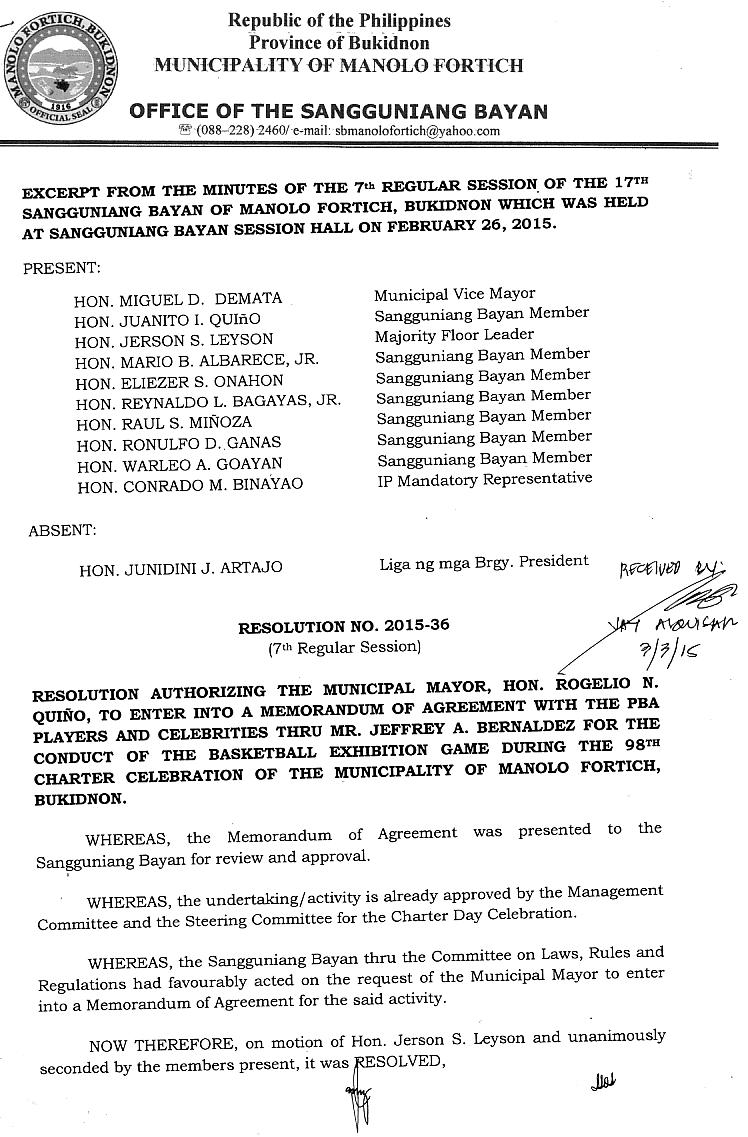 Republic of the Philippines
Province of Bukidnon
MUNICIPALITY OF MANOLO FORTICH
MANOLO FORTICH, BUKIDNON
1916
OFFICIAL SEAL
OFFICE OF THE SANGGUNIANG BAYAN
☏ (088–228) 2460/ e-mail: sbmanolofortich@yahoo.com
EXCERPT FROM THE MINUTES OF THE 7th REGULAR SESSION OF THE 17TH
SANGGUNIANG BAYAN OF MANOLO FORTICH, BUKIDNON WHICH WAS HELD
AT SANGGUNIANG BAYAN SESSION HALL ON FEBRUARY 26, 2015.
PRESENT:
HON. MIGUEL D. DEMATA Municipal Vice Mayor
HON. JUANITO I. QUIñO Sangguniang Bayan Member
HON. JERSON S. LEYSON Majority Floor Leader
HON. MARIO B. ALBARECE, JR. Sangguniang Bayan Member
HON. ELIEZER S. ONAHON Sangguniang Bayan Member
HON. REYNALDO L. BAGAYAS, JR. Sangguniang Bayan Member
HON. RAUL S. MIÑOZA Sangguniang Bayan Member
HON. RONULFO D. GANAS Sangguniang Bayan Member
HON. WARLEO A. GOAYAN Sangguniang Bayan Member
HON. CONRADO M. BINAYAO IP Mandatory Representative
ABSENT:
HON. JUNIDINI J. ARTAJO Liga ng mga Brgy. President
RECEIVED BY:
3/3/15
RESOLUTION NO. 2015-36
(7th Regular Session)
RESOLUTION AUTHORIZING THE MUNICIPAL MAYOR, HON. ROGELIO N.
QUIÑO, TO ENTER INTO A MEMORANDUM OF AGREEMENT WITH THE PBA
PLAYERS AND CELEBRITIES THRU MR. JEFFREY A. BERNALDEZ FOR THE
CONDUCT OF THE BASKETBALL EXHIBITION GAME DURING THE 98TH
CHARTER CELEBRATION OF THE MUNICIPALITY OF MANOLO FORTICH,
BUKIDNON.
WHEREAS, the Memorandum of Agreement was presented to the
Sangguniang Bayan for review and approval.
WHEREAS, the undertaking/activity is already approved by the Management
Committee and the Steering Committee for the Charter Day Celebration.
WHEREAS, the Sangguniang Bayan thru the Committee on Laws, Rules and
Regulations had favourably acted on the request of the Municipal Mayor to enter
into a Memorandum of Agreement for the said activity.
NOW THEREFORE, on motion of Hon. Jerson S. Leyson and unanimously
seconded by the members present, it was RESOLVED,